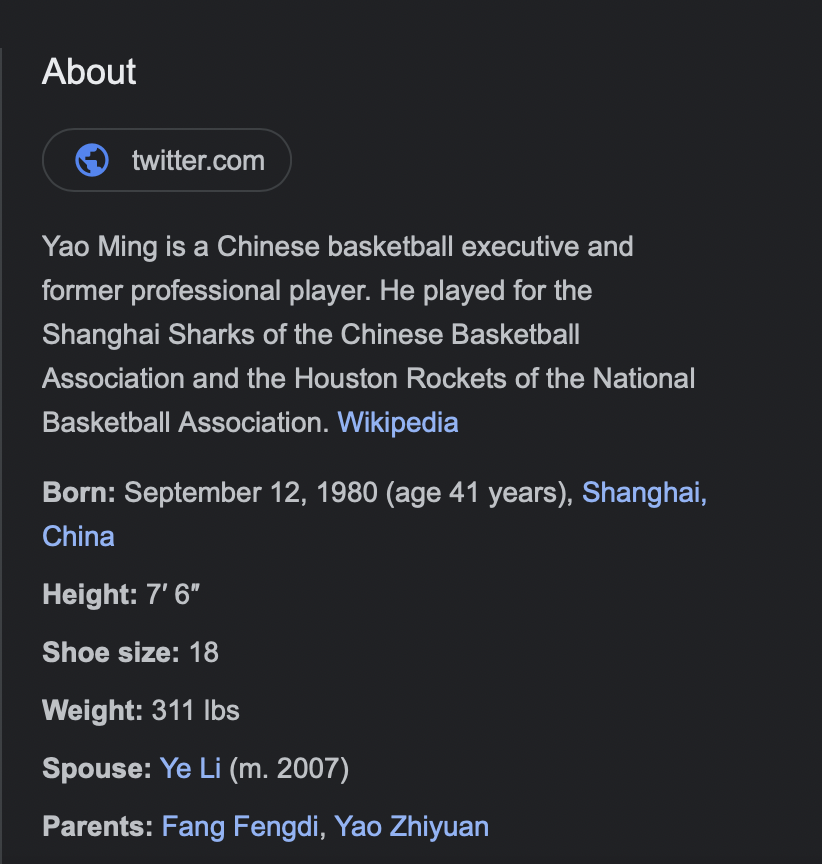 About
twitter.com
Yao Ming is a Chinese basketball executive and
former professional player. He played for the
Shanghai Sharks of the Chinese Basketball
Association and the Houston Rockets of the National
Basketball Association. Wikipedia
Born: September 12, 1980 (age 41 years), Shanghai,
China
Height: 7′ 6″
Shoe size: 18
Weight: 311 lbs
Spouse: Ye Li (m. 2007)
Parents: Fang Fengdi, Yao Zhiyuan